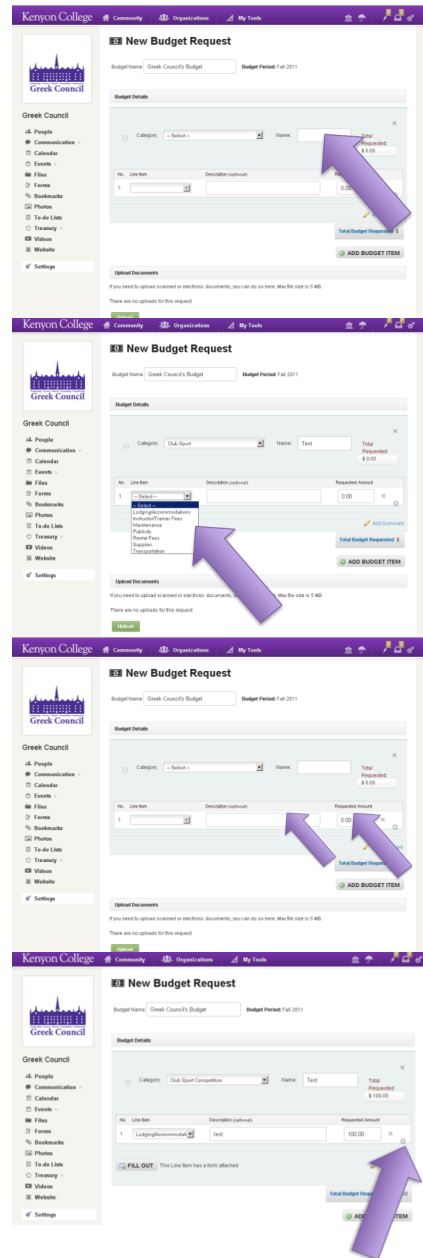 Kenyon College Community Organizations My Tools
New Budget Request
Budget Name Greek Council's Budget Budget Period: Fall 2011
Greek Council
Budget Details
Greek Council
People
Communication
Calendar
Events
Files
Forms
Bookmarks
Photos
To-do Lists
Treasury
Videos
Website
Settings
Category: -- Select -- Name: Total Requested: $ 0.00
No. Line Item Description (optional)
1 0.00
Total Budget Requested $
ADD BUDGET ITEM
Upload Documents
If you need to upload scanned or electronic documents, you can do so here. Max file size is 5 MB.
There are no uploads for this request
Upload
Kenyon College Community Organizations My Tools
New Budget Request
Budget Name Greek Council's Budget Budget Period: Fall 2011
Greek Council
Budget Details
Greek Council
People
Communication
Calendar
Events
Files
Forms
Bookmarks
Photos
To-do Lists
Treasury
Videos
Website
Settings
Category: Club Sport Name: Test Total Requested: $ 0.00
No. Line Item Description (optional) Requested Amount
1 -- Select -- 0.00
-- Select --
Lodging/Accommodations
Instructor/Trainer Fees
Maintenance
Publicity
Rental Fees
Supplies
Transportation
Add Summary
Total Budget Requested $
ADD BUDGET ITEM
Upload Documents
If you need to upload scanned or electronic documents, here. Max file size is 5 MB.
There are no uploads for this request
Upload
Kenyon College Community Organizations My Tools
New Budget Request
Budget Name Greek Council's Budget Budget Period: Fall 2011
Greek Council
Budget Details
Greek Council
People
Communication
Calendar
Events
Files
Forms
Bookmarks
Photos
To-do Lists
Treasury
Videos
Website
Settings
Category: -- Select -- Name: Total Requested: $ 0.00
No. Line Item Description (optional) Requested Amount
1 0.00
Total Budget
ADD BUDGET ITEM
Upload Documents
If you need to upload scanned or electronic documents, you can do so here. Max file size is 5 MB.
There are no uploads for this request
Upload
Kenyon College Community Organizations My Tools
New Budget Request
Budget Name Greek Council's Budget Budget Period: Fall 2011
Greek Council
Budget Details
Greek Council
People
Communication
Calendar
Events
Files
Forms
Bookmarks
Photos
To-do Lists
Treasury
Videos
Website
Settings
Category: Club Sport Competition Name: Test Total Requested: $ 100.00
No. Line Item Description (optional) Requested Amount
1 Lodging/Accommodati test 100.00
FILL OUT This Line Item has a form attached
Total Budget